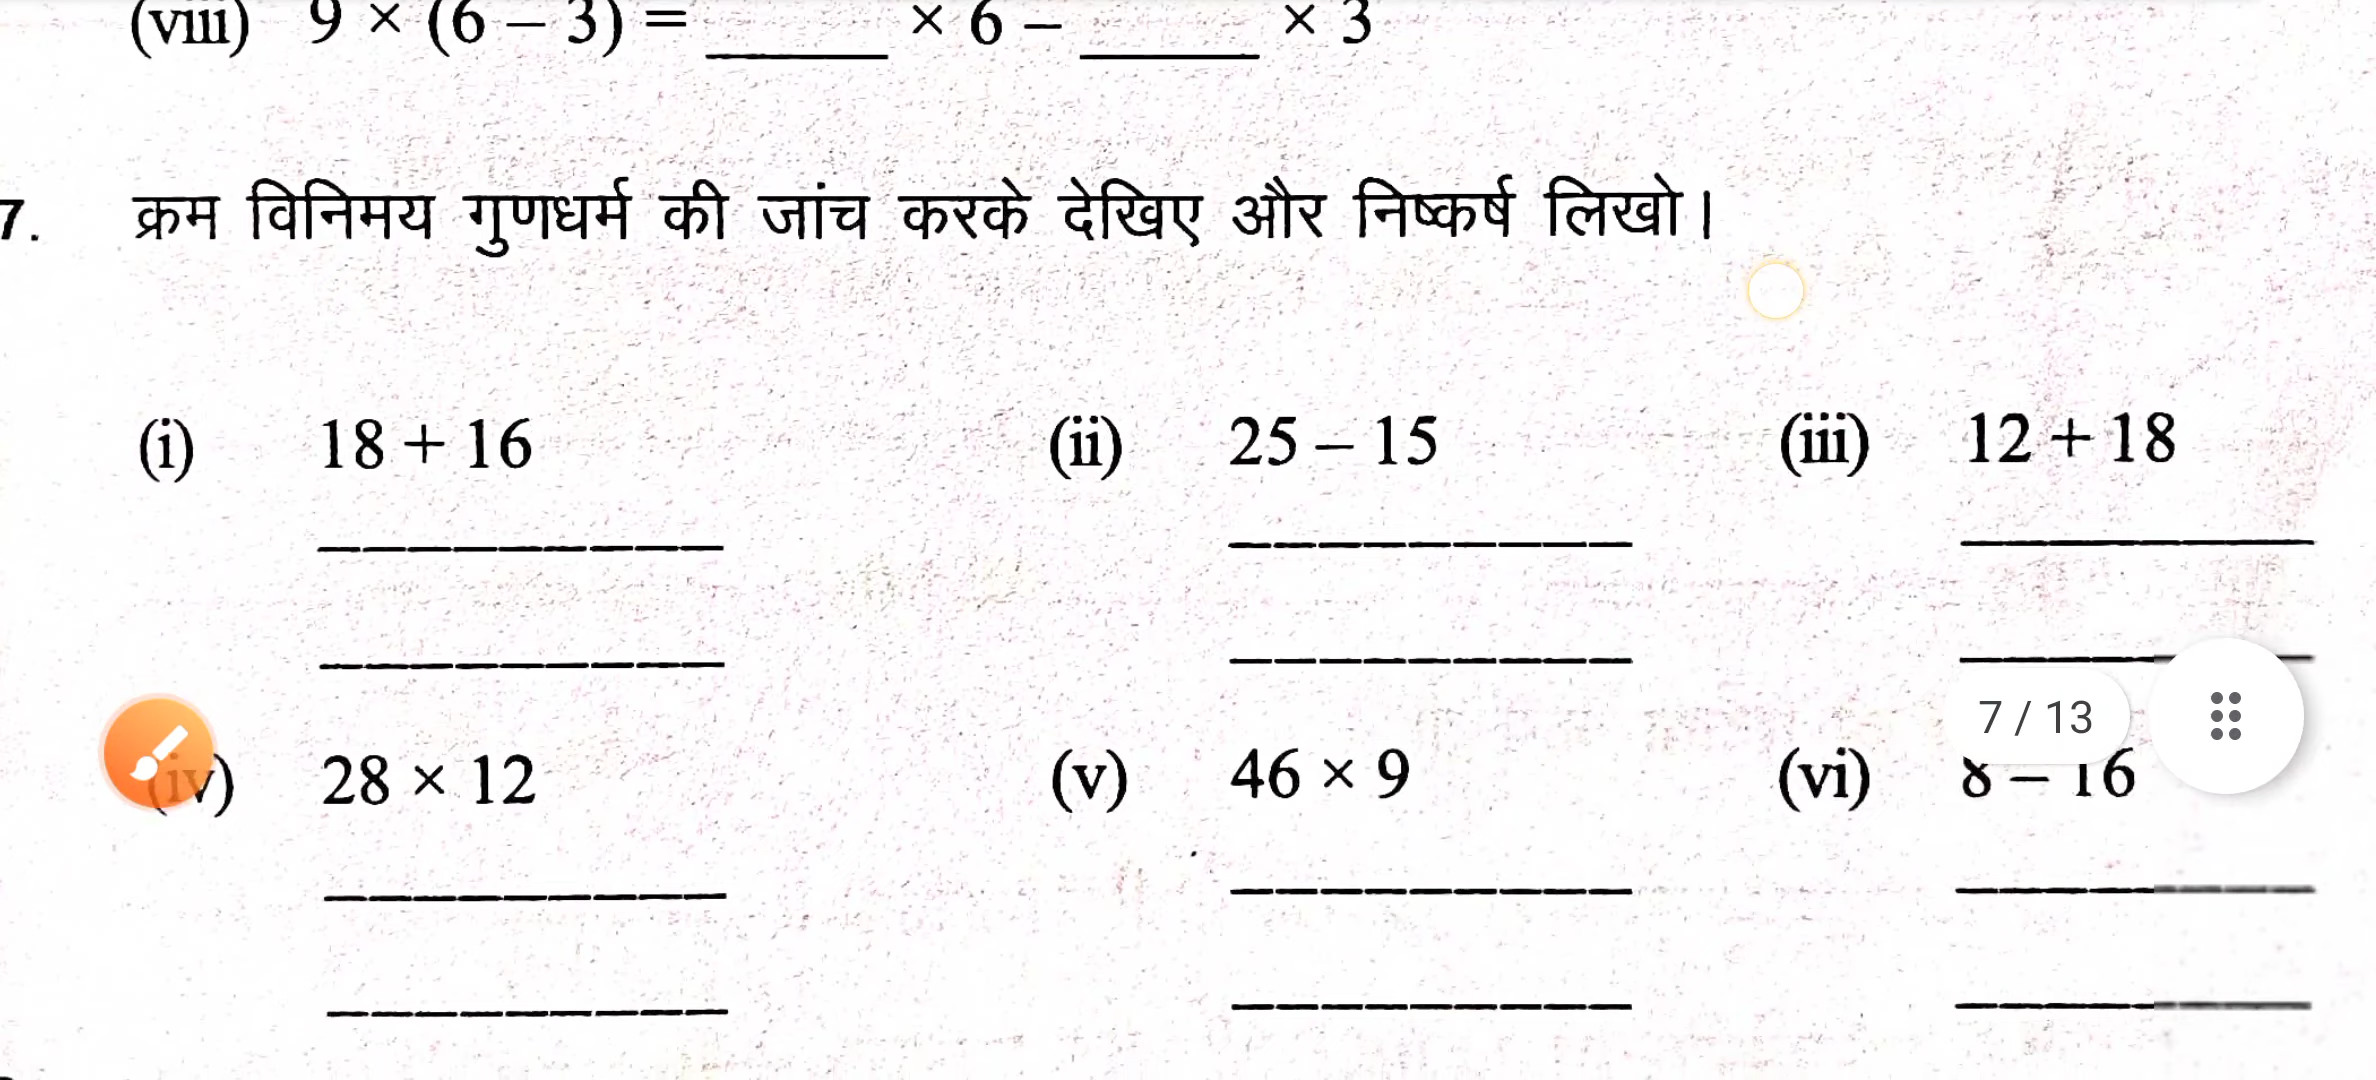 (viii) 9 × (6 – 3) = ______ × 6 – ______ × 3
7. क्रम विनिमय गुणधर्म की जांच करके देखिए और निष्कर्ष लिखो।
(i) 18 + 16 (ii) 25 – 15 (iii) 12 + 18
7 / 13
(iv) 28 × 12 (v) 46 × 9 (vi) 8 – 16